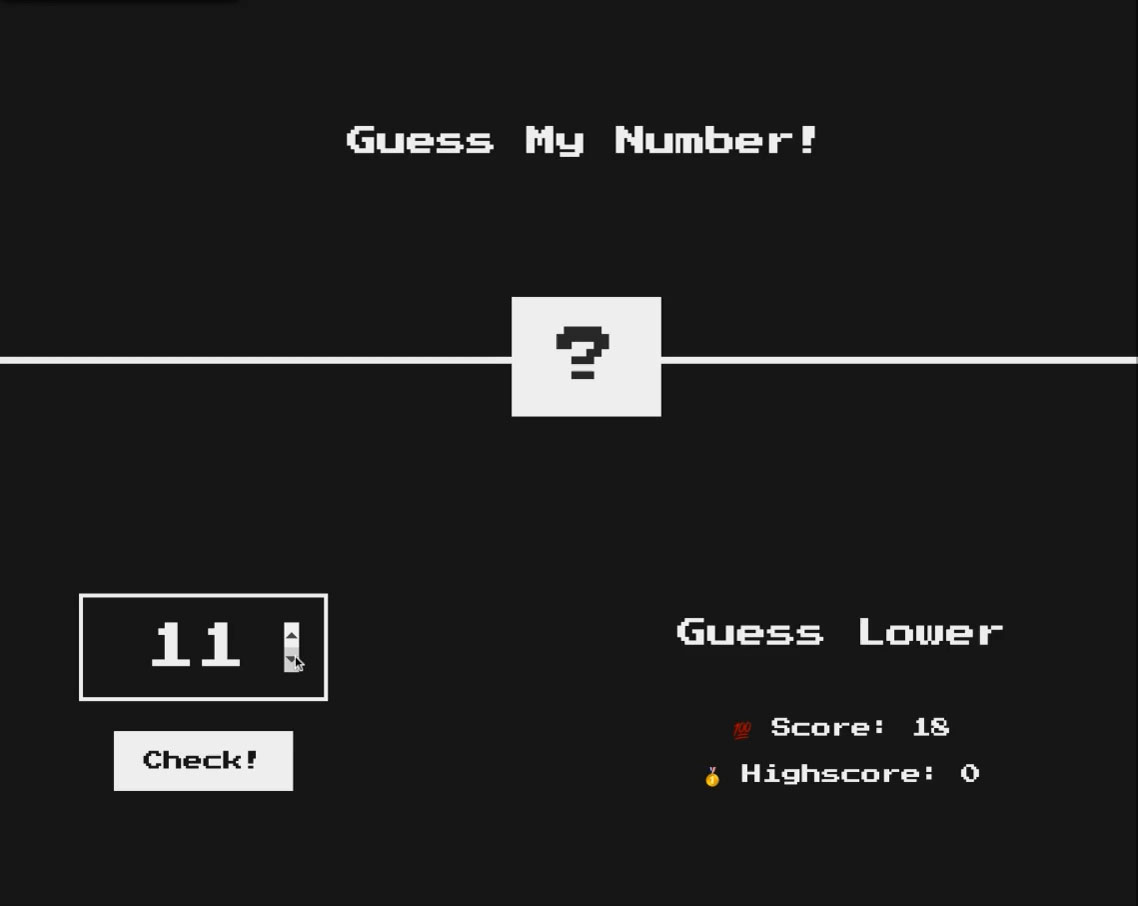 Guess My Number!
?
11
Check!
Guess Lower
💯 Score: 18
🥇 Highscore: 0